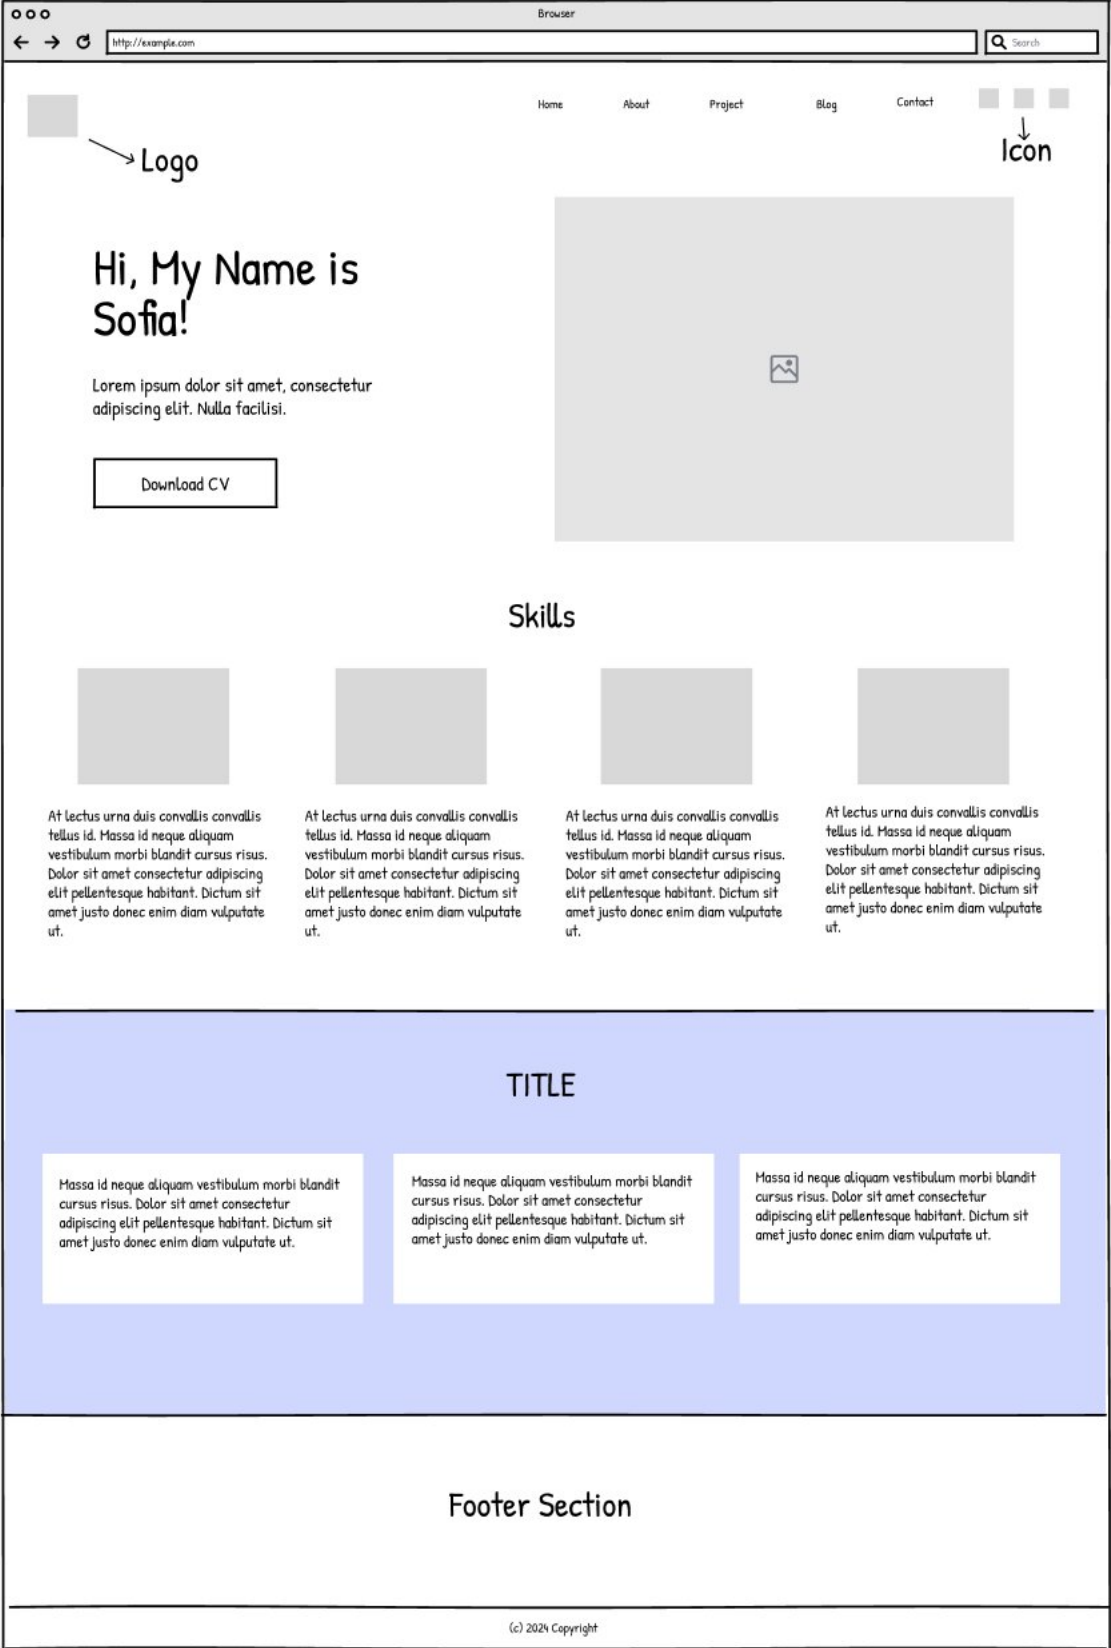 Browser
http://example.com
Search
Home About Project Blog Contact
Logo
Icon
Hi, My Name is
Sofia!
Lorem ipsum dolor sit amet, consectetur
adipiscing elit. Nulla facilisi.
Download CV
Skills
At lectus urna duis convallis convallis
tellus id. Massa id neque aliquam
vestibulum morbi blandit cursus risus.
Dolor sit amet consectetur adipiscing
elit pellentesque habitant. Dictum sit
amet justo donec enim diam vulputate
ut.
At lectus urna duis convallis convallis
tellus id. Massa id neque aliquam
vestibulum morbi blandit cursus risus.
Dolor sit amet consectetur adipiscing
elit pellentesque habitant. Dictum sit
amet justo donec enim diam vulputate
ut.
At lectus urna duis convallis convallis
tellus id. Massa id neque aliquam
vestibulum morbi blandit cursus risus.
Dolor sit amet consectetur adipiscing
elit pellentesque habitant. Dictum sit
amet justo donec enim diam vulputate
ut.
At lectus urna duis convallis convallis
tellus id. Massa id neque aliquam
vestibulum morbi blandit cursus risus.
Dolor sit amet consectetur adipiscing
elit pellentesque habitant. Dictum sit
amet justo donec enim diam vulputate
ut.
TITLE
Massa id neque aliquam vestibulum morbi blandit
cursus risus. Dolor sit amet consectetur
adipiscing elit pellentesque habitant. Dictum sit
amet justo donec enim diam vulputate ut.
Massa id neque aliquam vestibulum morbi blandit
cursus risus. Dolor sit amet consectetur
adipiscing elit pellentesque habitant. Dictum sit
amet justo donec enim diam vulputate ut.
Massa id neque aliquam vestibulum morbi blandit
cursus risus. Dolor sit amet consectetur
adipiscing elit pellentesque habitant. Dictum sit
amet justo donec enim diam vulputate ut.
Footer Section
(c) 2024 Copyright